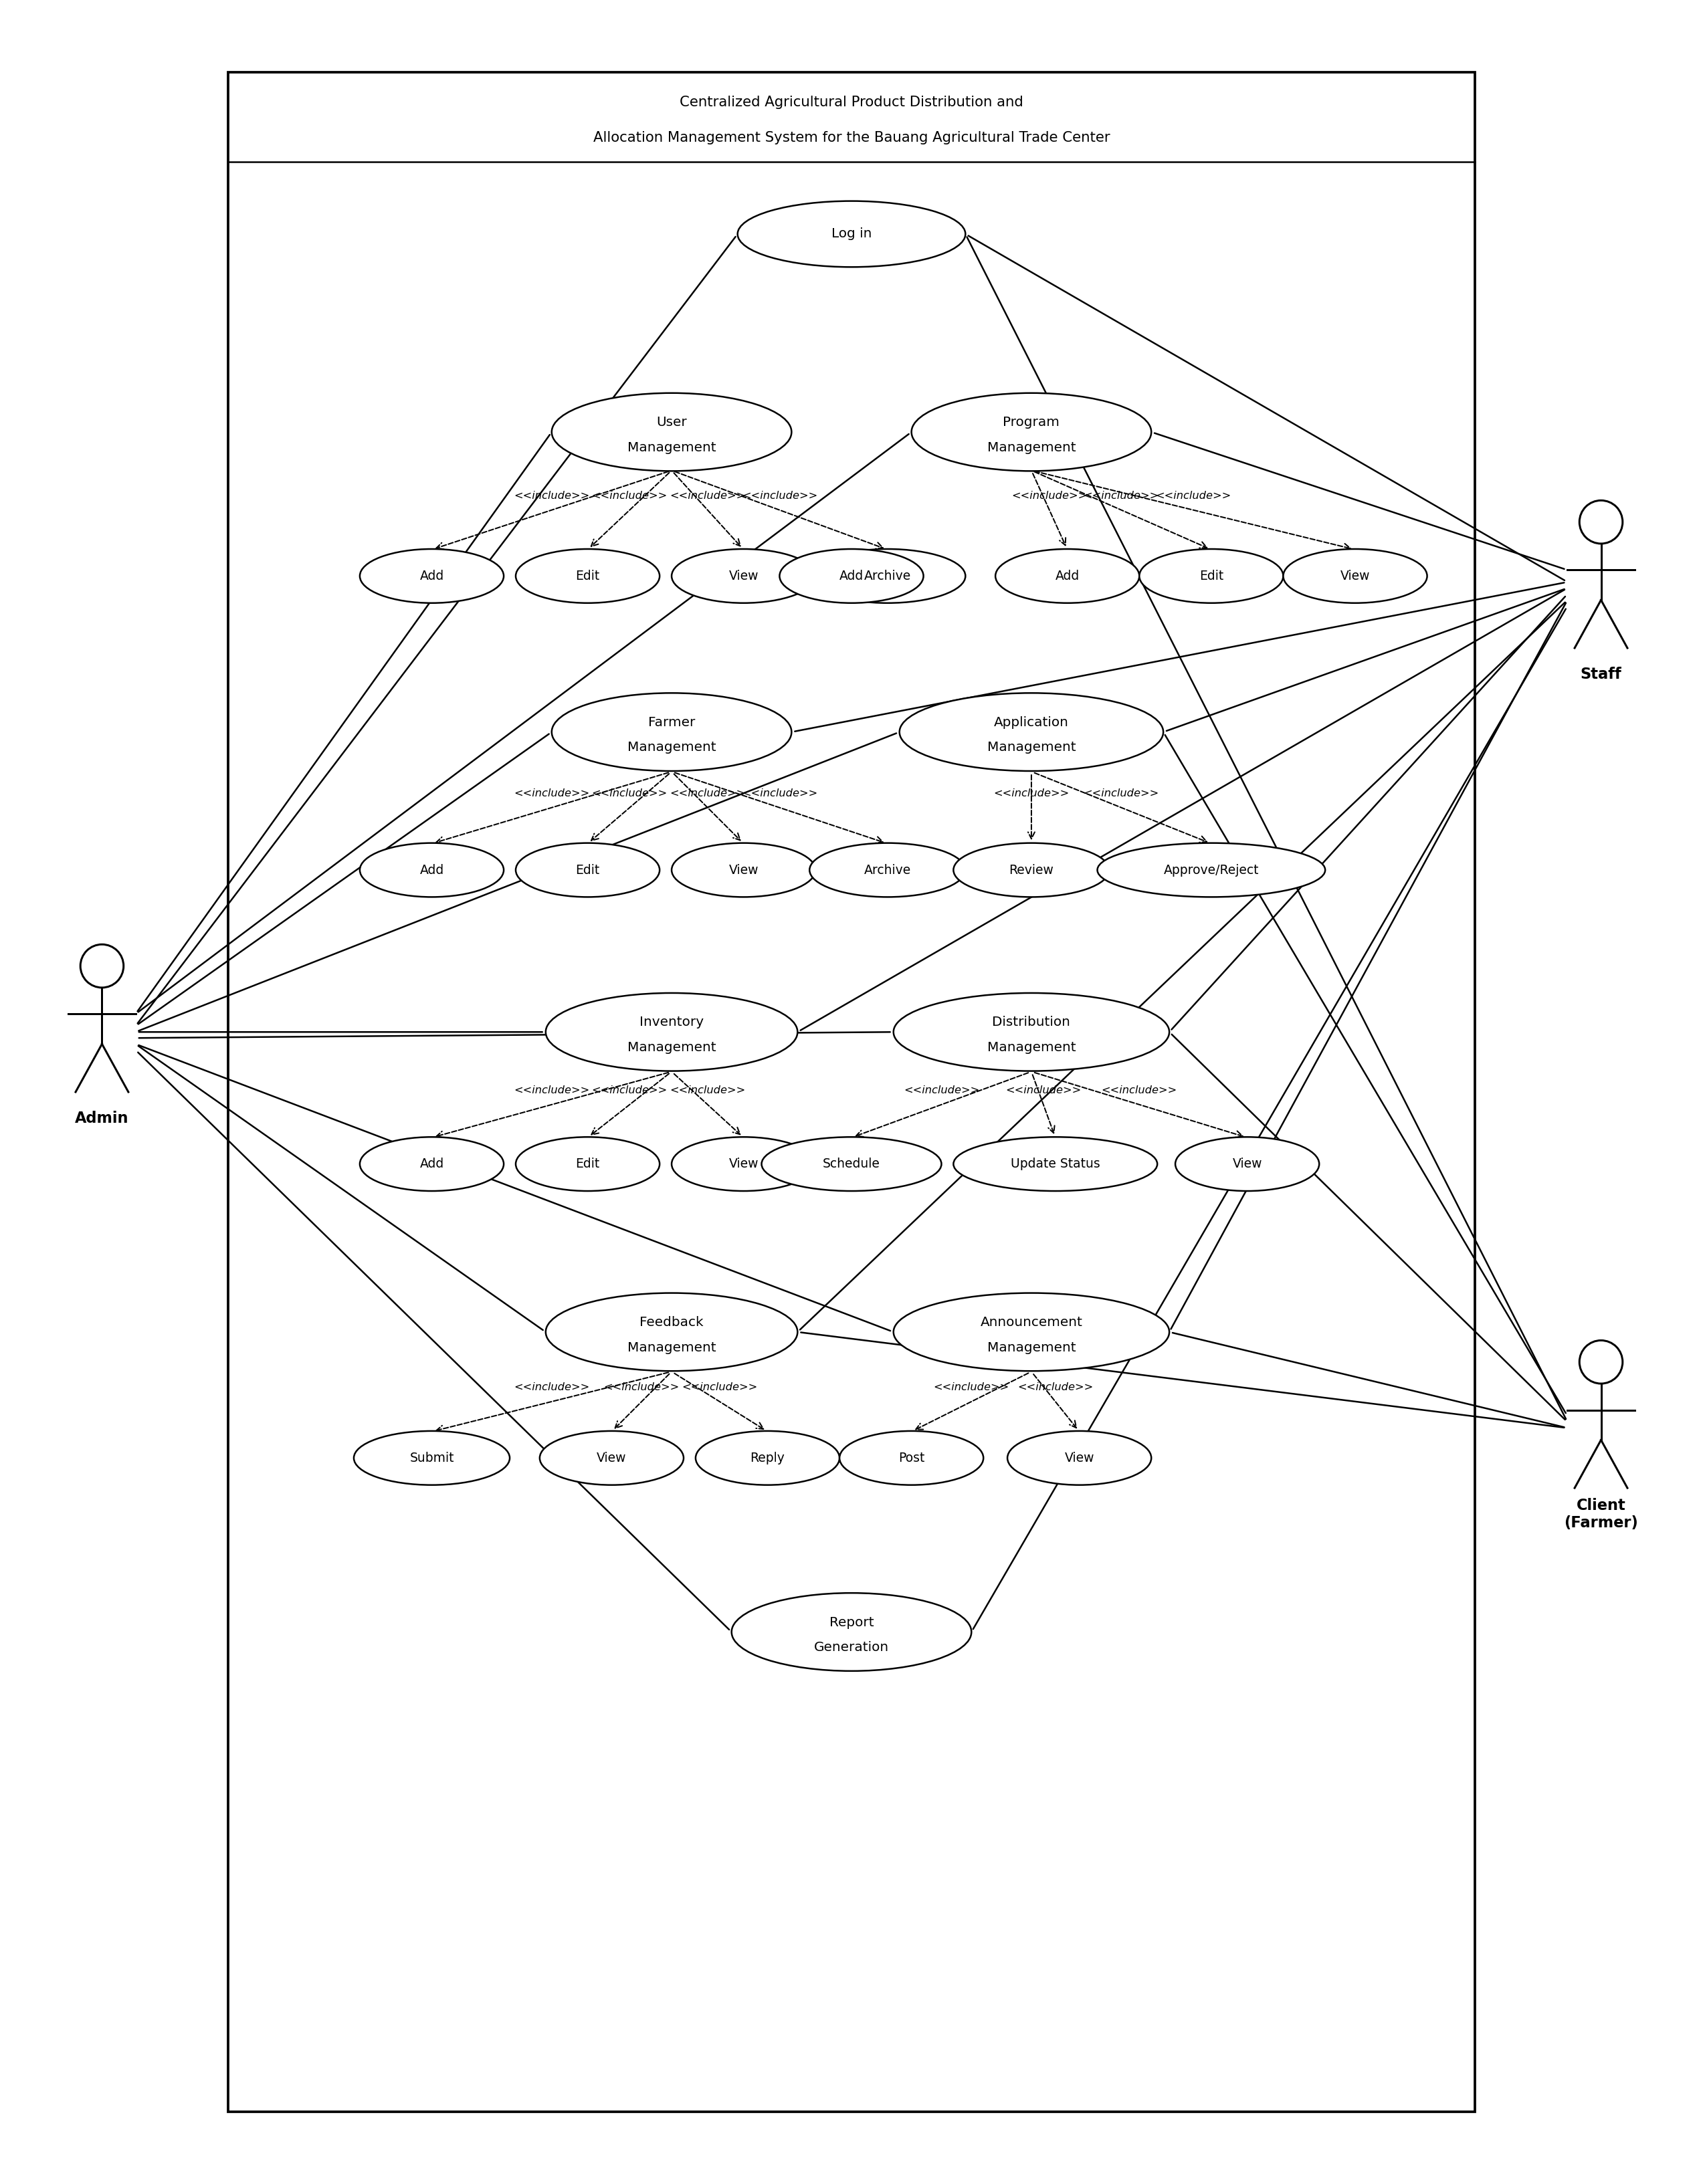 Centralized Agricultural Product Distribution and
Allocation Management System for the Bauang Agricultural Trade Center
Log in
User
Management
Program
Management
<<include>>
<<include>>
<<include>>
<<include>>
<<include>>
<<include>>
<<include>>
Add
Edit
View
Add
Archive
Add
Edit
View
Staff
Farmer
Management
Application
Management
<<include>>
<<include>>
<<include>>
<<include>>
<<include>>
<<include>>
Add
Edit
View
Archive
Review
Approve/Reject
Inventory
Management
Distribution
Management
Admin
<<include>>
<<include>>
<<include>>
<<include>>
<<include>>
<<include>>
Add
Edit
View
Schedule
Update Status
View
Feedback
Management
Announcement
Management
<<include>>
<<include>>
<<include>>
<<include>>
<<include>>
Submit
View
Reply
Post
View
Client
(Farmer)
Report
Generation